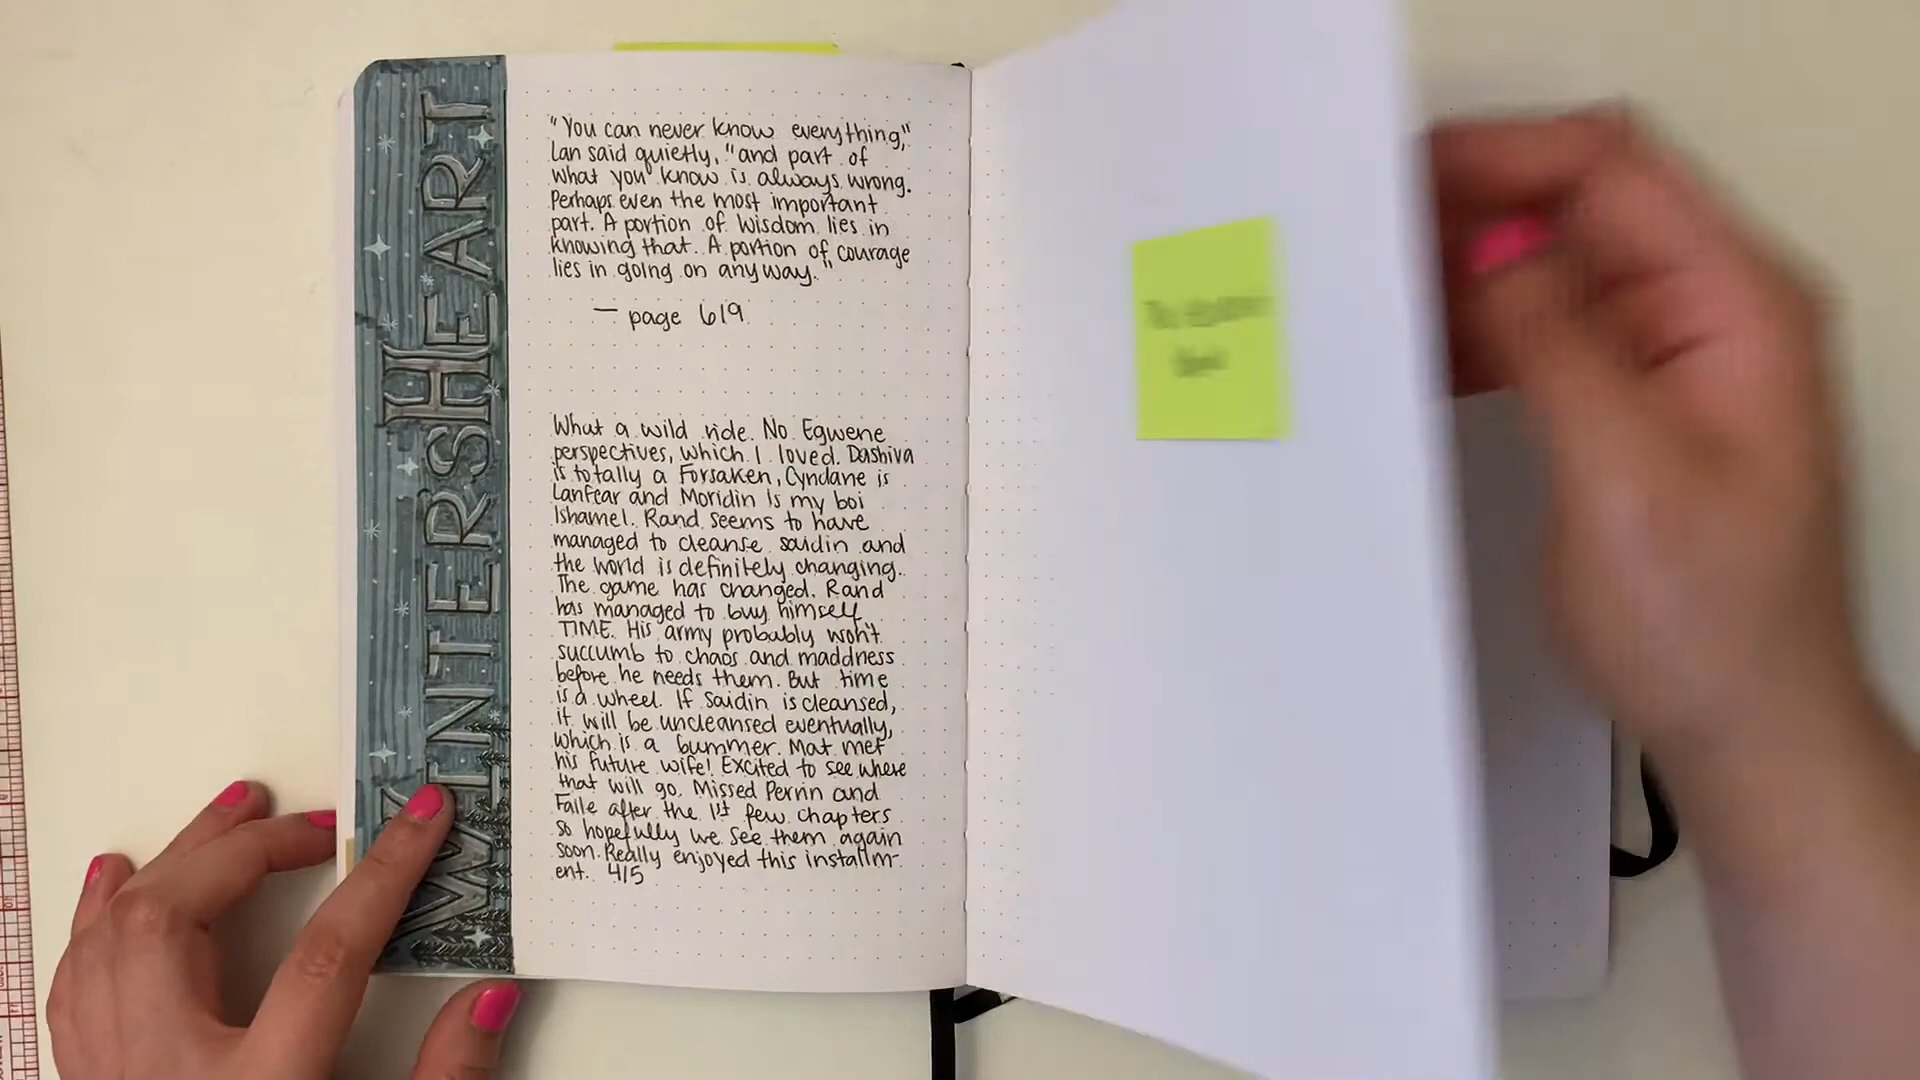 WINTERSHEART
"You can never know everything,"
Lan said quietly, "and part of
what you know is always wrong.
Perhaps even the most important
part. A portion of wisdom lies in
knowing that. A portion of courage
lies in going on anyway."
— page 619
What a wild ride. No Egwene
perspectives, which I loved. Dashiva
is totally a Forsaken, Cyndane is
Lanfear and Moridin is my boi
Ishamel. Rand seems to have
managed to cleanse saidin and
the world is definitely changing.
The game has changed. Rand
has managed to buy himself
TIME. His army probably won't
succumb to chaos and maddness
before he needs them. But time
is a wheel. If Saidin is cleansed,
it will be uncleansed eventually,
which is a bummer. Mat met
his future wife! Excited to see where
that will go. Missed Perrin and
Faile after the 1st few chapters
so hopefully we see them again
soon. Really enjoyed this installm-
ent. 4/5